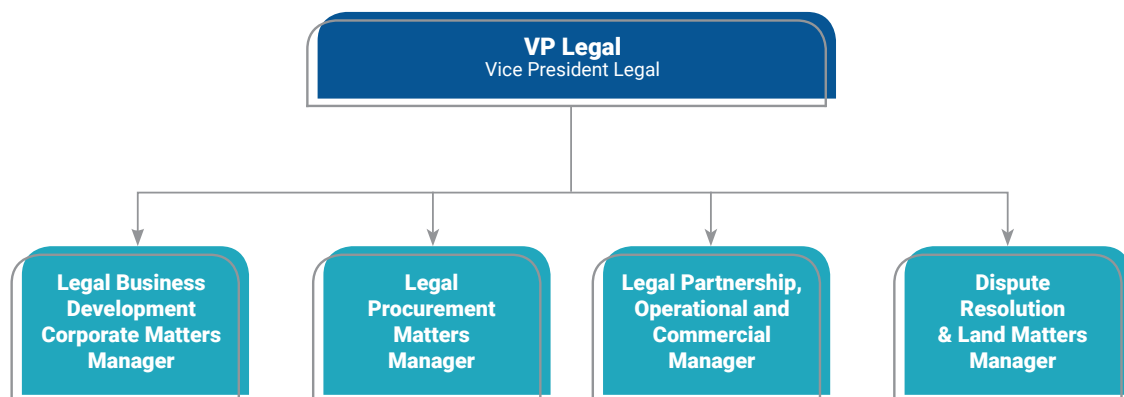 VP Legal
Vice President Legal
Legal Business
Development
Corporate Matters
Manager
Legal
Procurement
Matters
Manager
Legal Partnership,
Operational and
Commercial
Manager
Dispute
Resolution
& Land Matters
Manager